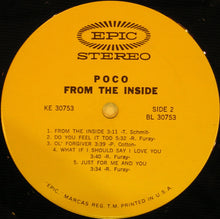 EPIC
STEREO
POCO
FROM THE INSIDE
KE 30753
SIDE 2
BL 30753
1. FROM THE INSIDE 3:11 -T. Schmit-
2. DO YOU FEEL IT TOO 5:32 -R. Furay-
3. OL' FORGIVER 3:39 -P. Cotton-
4. WHAT IF I SHOULD SAY I LOVE YOU
3:40 -R. Furay-
5. JUST FOR ME AND YOU
3:34 -R. Furay-
EPIC, MARCAS REG. T.M. PRINTED IN U.S.A.